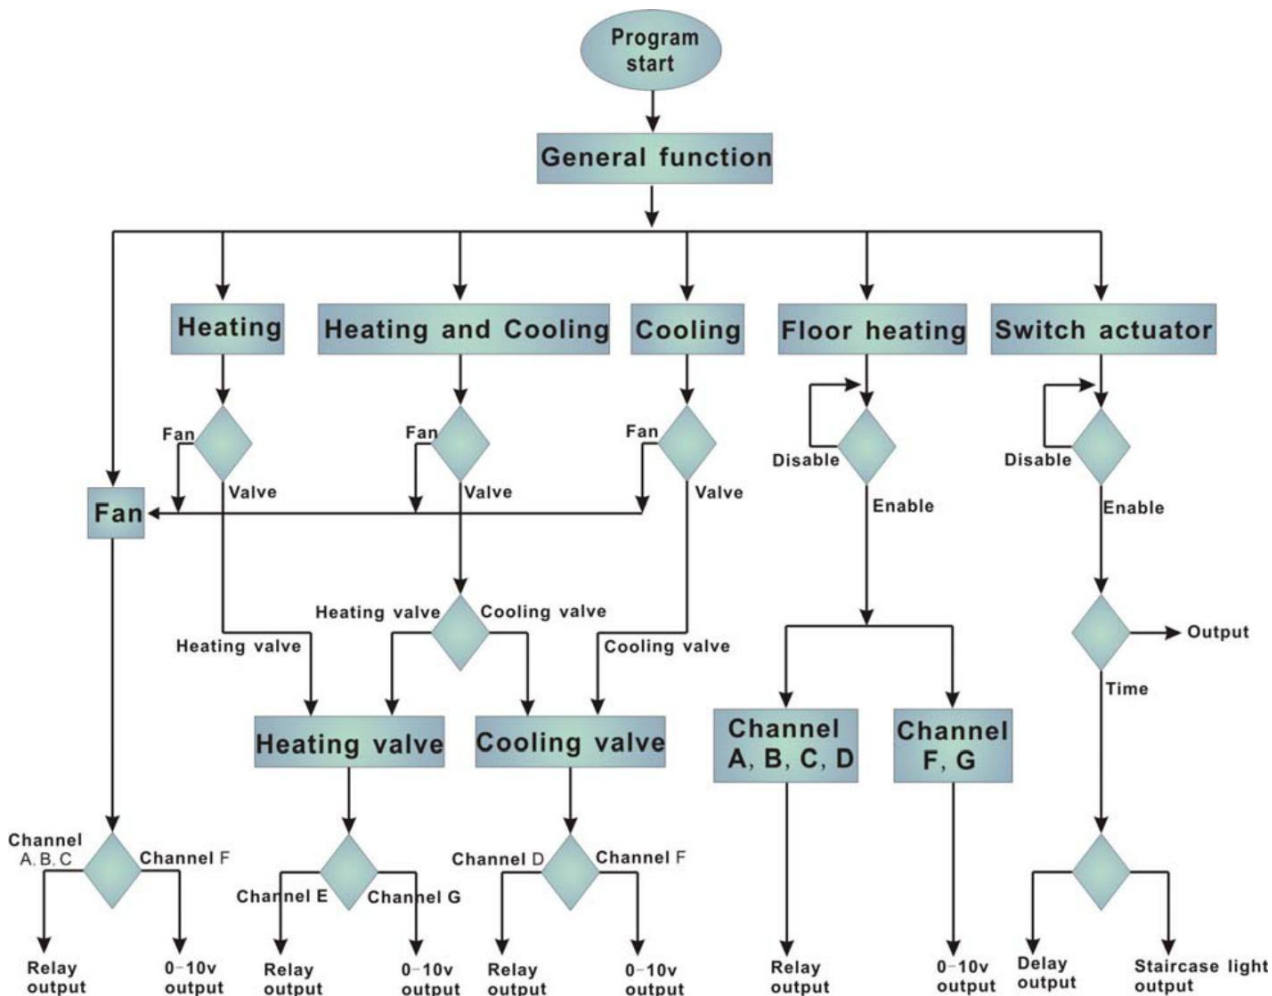 Program
start
General function
Heating
Heating and Cooling
Cooling
Floor heating
Switch actuator
Fan
Fan
Fan
Disable
Disable
Valve
Valve
Valve
Fan
Enable
Enable
Heating valve
Cooling valve
Heating valve
Cooling valve
Output
Time
Heating valve
Cooling valve
Channel
A, B, C, D
Channel
F, G
Channel
A, B, C
Channel F
Channel E
Channel G
Channel D
Channel F
Relay
output
0-10v
output
Relay
output
0-10v
output
Relay
output
0-10v
output
Relay
output
0-10v
output
Delay
output
Staircase light
output